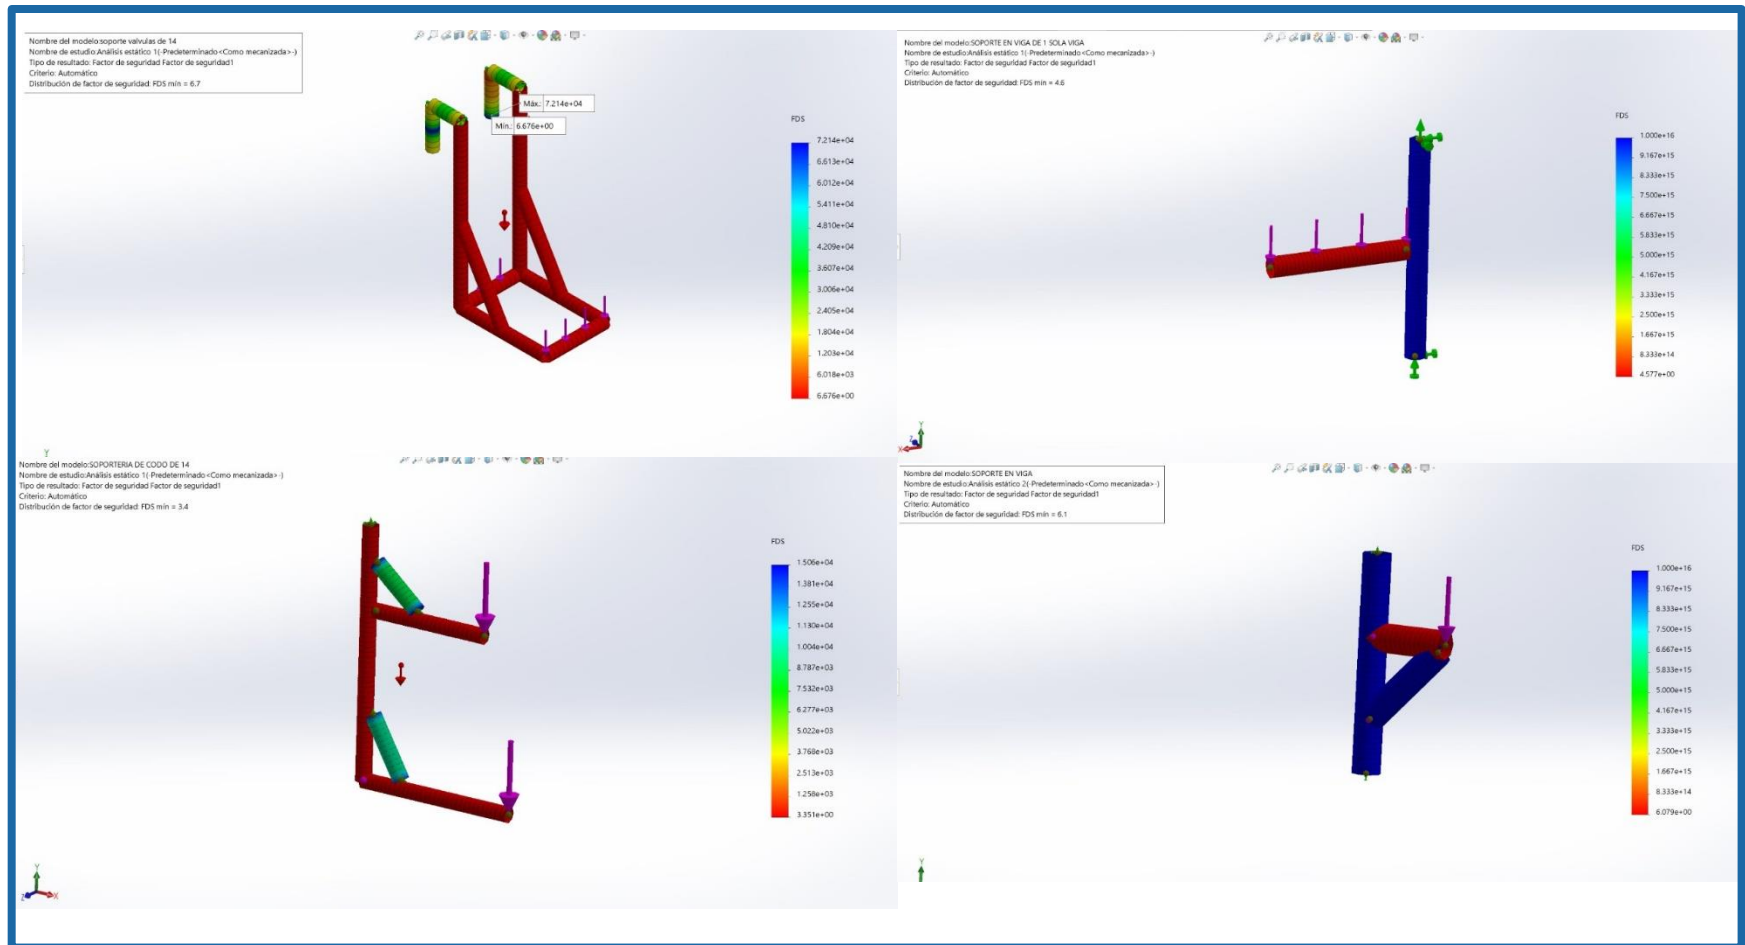 Nombre del modelo:soporte valvulas de 14
Nombre de estudio:Análisis estático 1(-Predeterminado<Como mecanizada>-)
Tipo de resultado: Factor de seguridad Factor de seguridad1
Criterio: Automático
Distribución de factor de seguridad: FDS mín = 6.7
Máx.: 7.214e+04
Mín.: 6.676e+00
FDS
7.214e+04
6.613e+04
6.012e+04
5.411e+04
4.810e+04
4.209e+04
3.607e+04
3.006e+04
2.405e+04
1.804e+04
1.203e+04
6.018e+03
6.676e+00
Y
Nombre del modelo:SOPORTE EN VIGA DE 1 SOLA VIGA
Nombre de estudio:Análisis estático 1(-Predeterminado<Como mecanizada>-)
Tipo de resultado: Factor de seguridad Factor de seguridad1
Criterio: Automático
Distribución de factor de seguridad: FDS mín = 4.6
FDS
1.000e+16
9.167e+15
8.333e+15
7.500e+15
6.667e+15
5.833e+15
5.000e+15
4.167e+15
3.333e+15
2.500e+15
1.667e+15
8.333e+14
4.577e+00
Y
X
Z
Nombre del modelo:SOPORTERIA DE CODO DE 14
Nombre de estudio:Análisis estático 1(-Predeterminado<Como mecanizada>-)
Tipo de resultado: Factor de seguridad Factor de seguridad1
Criterio: Automático
Distribución de factor de seguridad: FDS mín = 3.4
FDS
1.506e+04
1.381e+04
1.255e+04
1.130e+04
1.004e+04
8.787e+03
7.532e+03
6.277e+03
5.022e+03
3.768e+03
2.513e+03
1.258e+03
3.351e+00
Y
Z
X
Nombre del modelo:SOPORTE EN VIGA
Nombre de estudio:Análisis estático 2(-Predeterminado<Como mecanizada>-)
Tipo de resultado: Factor de seguridad Factor de seguridad1
Criterio: Automático
Distribución de factor de seguridad: FDS mín = 6.1
FDS
1.000e+16
9.167e+15
8.333e+15
7.500e+15
6.667e+15
5.833e+15
5.000e+15
4.167e+15
3.333e+15
2.500e+15
1.667e+15
8.333e+14
6.079e+00
Y